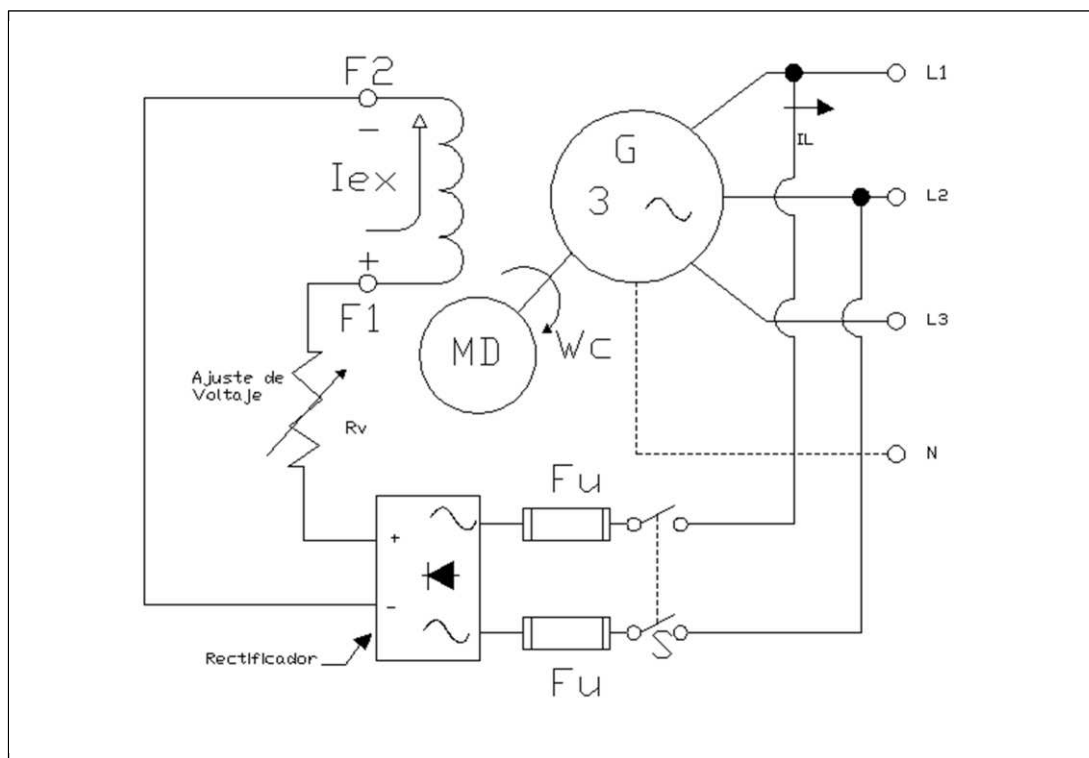 F2
-
Iex
+
F1
Ajuste de
Voltaje
Rv
G
3
MD
Wc
L1
IL
L2
L3
N
Fu
+
-
S
Rectificador
Fu